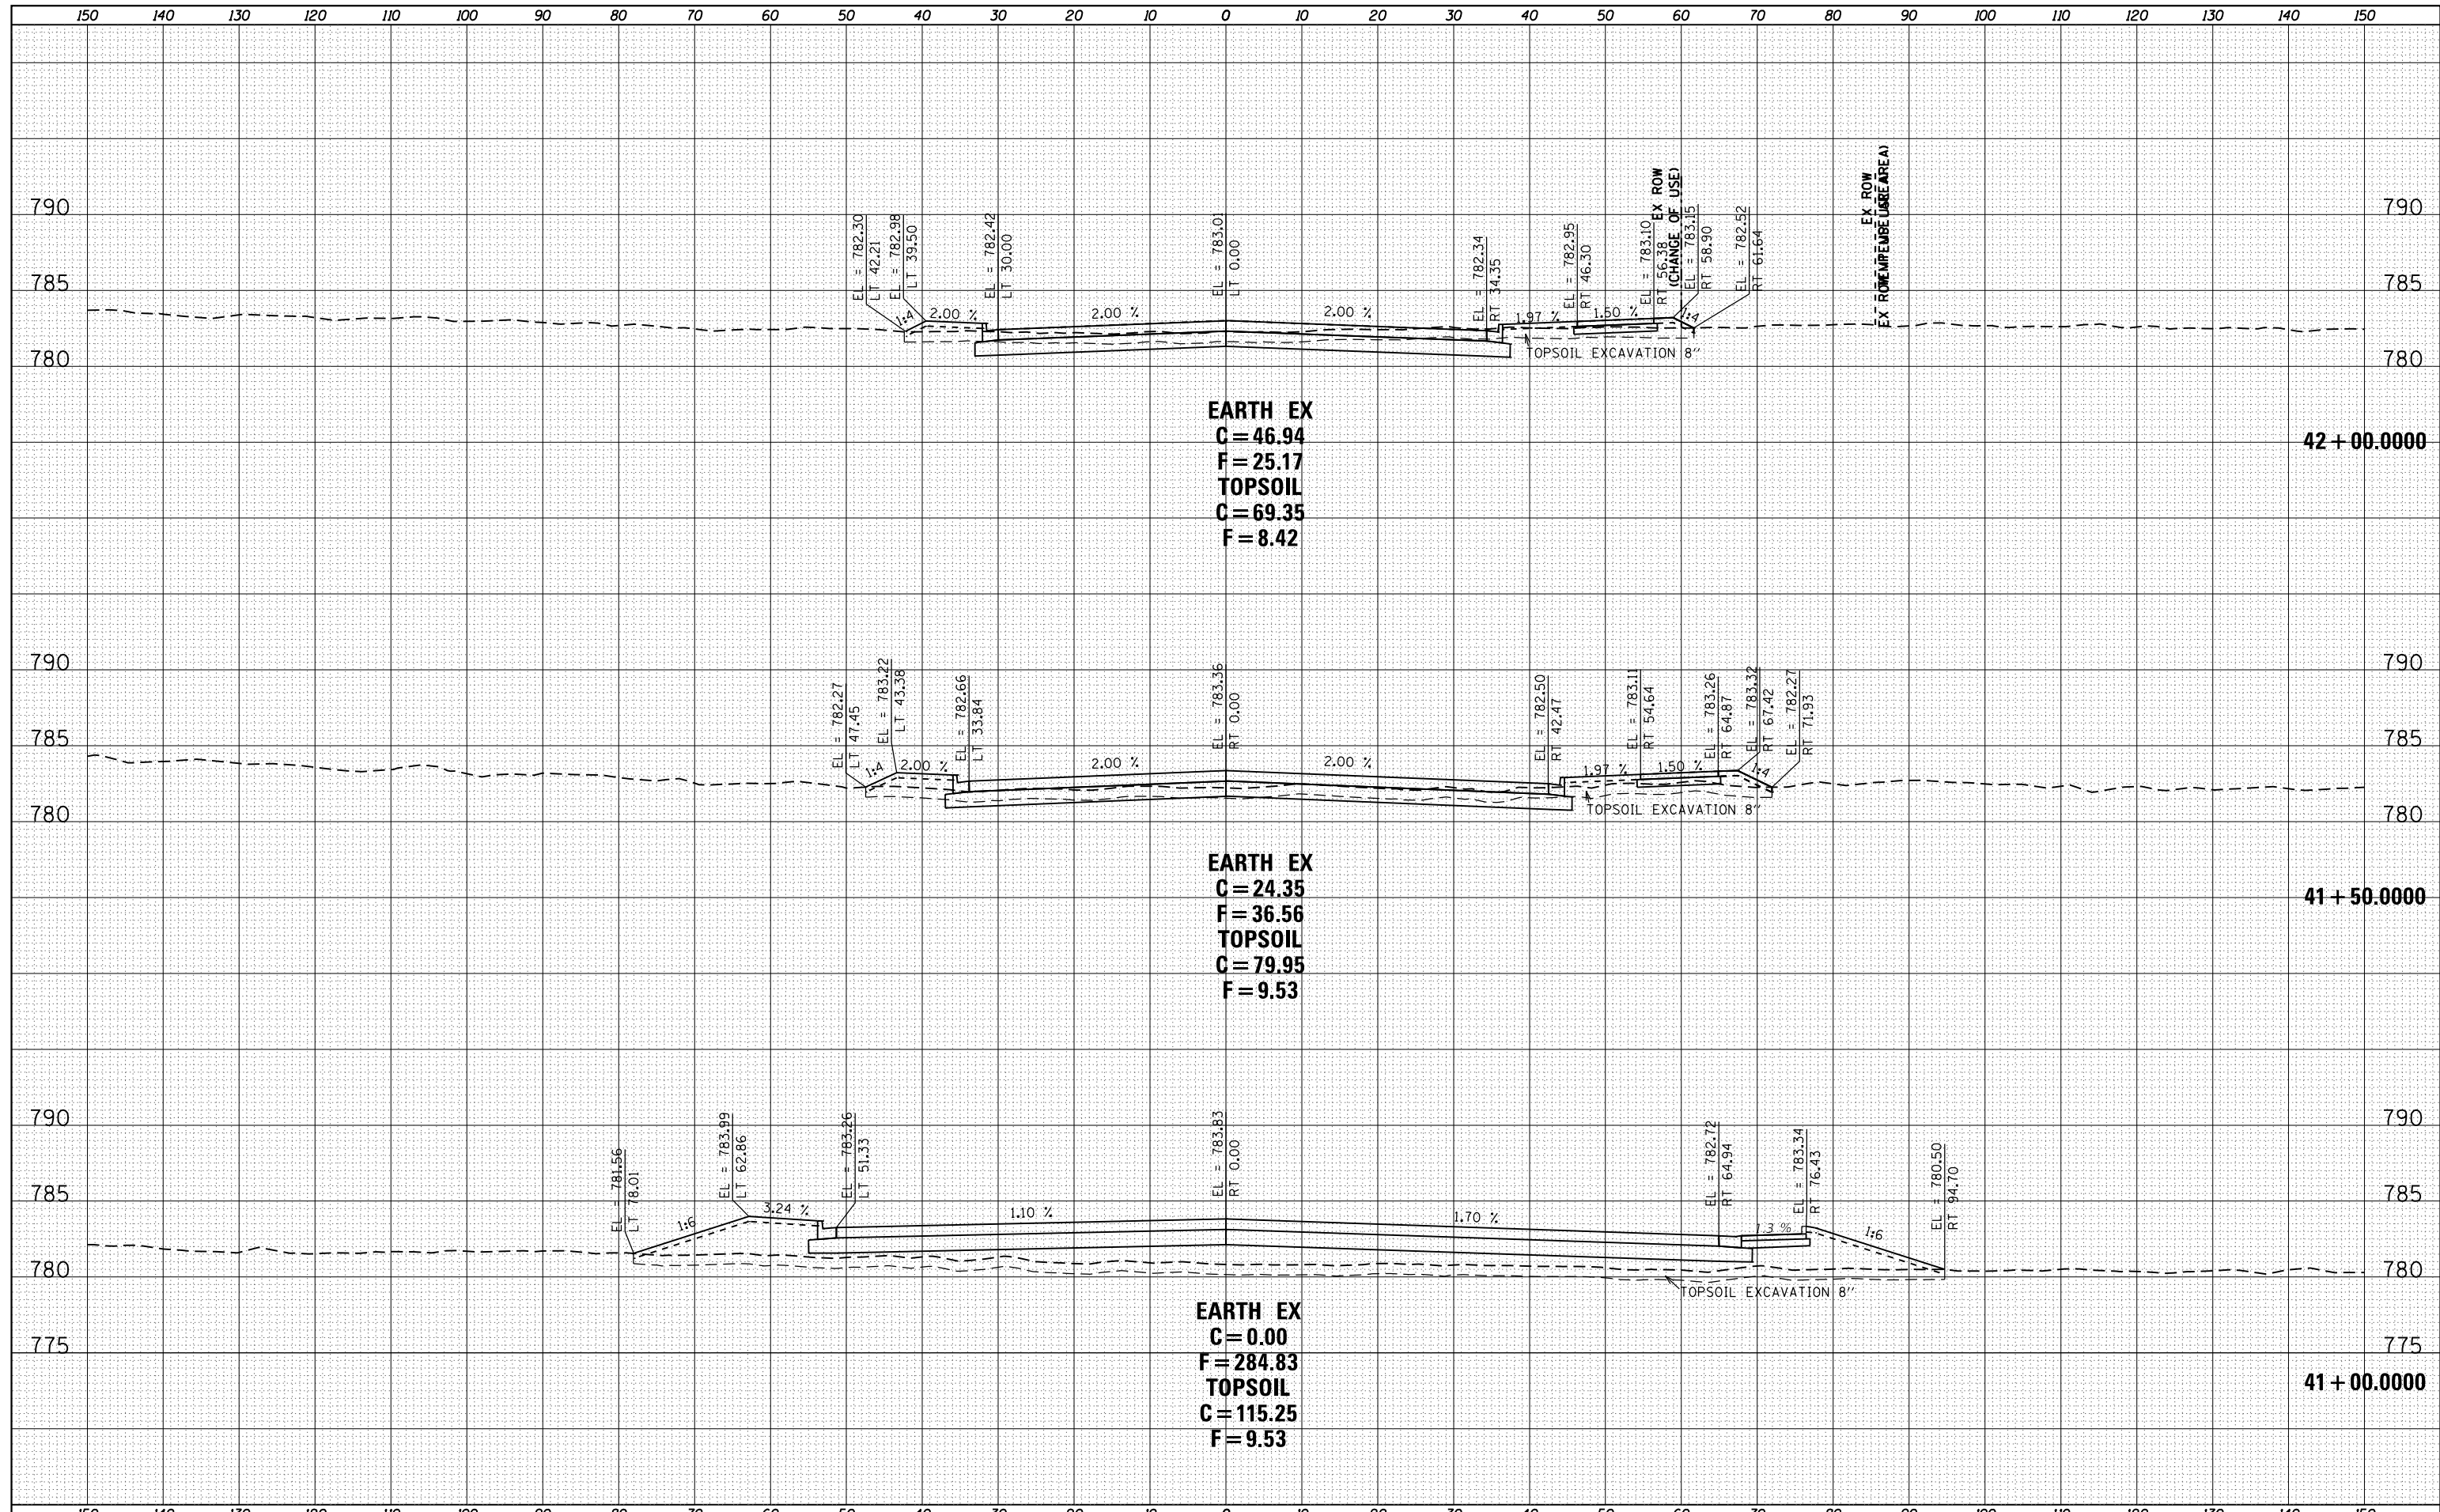 150 140 130 120 110 100 90 80 70 60 50 40 30 20 10 0 10 20 30 40 50 60 70 80 90 100 110 120 130 140 150
790
785
780
EL = 782.30
LT 42.21
EL = 782.98
LT 39.50
EL = 782.42
LT 30.00
EL = 783.01
LT 0.00
EL = 782.34
RT 34.35
EL = 782.95
RT 46.30
EL = 783.10
RT 56.38
EX ROW
(CHANGE OF USE)
EL = 783.15
RT 58.90
EL = 782.52
RT 61.64
EX ROW
EX ROW
1:4
2.00 %
2.00 %
2.00 %
1.97 %
1.50 %
1:4
TOPSOIL EXCAVATION 8''
790
785
780
EARTH EX
C = 46.94
F = 25.17
TOPSOIL
C = 69.35
F = 8.42
42 + 00.0000
790
785
780
EL = 782.27
LT 47.45
EL = 783.22
LT 43.38
EL = 782.66
LT 33.84
EL = 783.36
RT 0.00
EL = 782.50
RT 42.47
EL = 783.11
RT 54.64
EL = 783.26
RT 64.87
EL = 783.32
RT 67.42
EL = 782.27
RT 71.93
1:4
2.00 %
2.00 %
2.00 %
1.97 %
1.50 %
1:4
TOPSOIL EXCAVATION 8''
790
785
780
EARTH EX
C = 24.35
F = 36.56
TOPSOIL
C = 79.95
F = 9.53
41 + 50.0000
790
785
780
775
EL = 781.56
LT 78.01
EL = 783.99
LT 62.86
EL = 783.26
LT 51.33
EL = 783.83
RT 0.00
EL = 782.72
RT 64.94
EL = 783.34
RT 76.43
EL = 780.50
RT 94.70
1:6
3.24 %
1.10 %
1.70 %
1.3 %
1:6
TOPSOIL EXCAVATION 8''
790
785
780
775
EARTH EX
C = 0.00
F = 284.83
TOPSOIL
C = 115.25
F = 9.53
41 + 00.0000